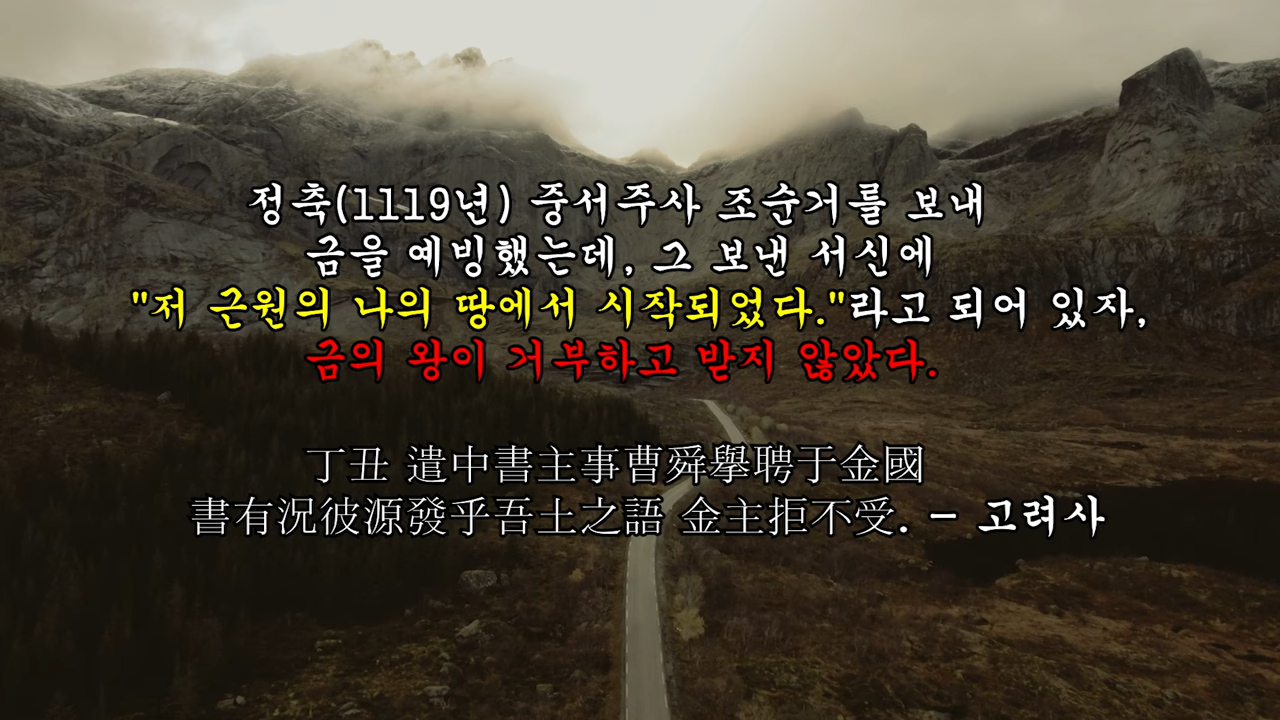 정축(1119년) 중서주사 조순거를 보내
금을 예빙했는데, 그 보낸 서신에
"저 근원의 나의 땅에서 시작되었다."라고 되어 있자,
금의 왕이 거부하고 받지 않았다.
丁丑 遣中書主事曹舜擧聘于金國
書有況彼源發乎吾土之語 金主拒不受. - 고려사